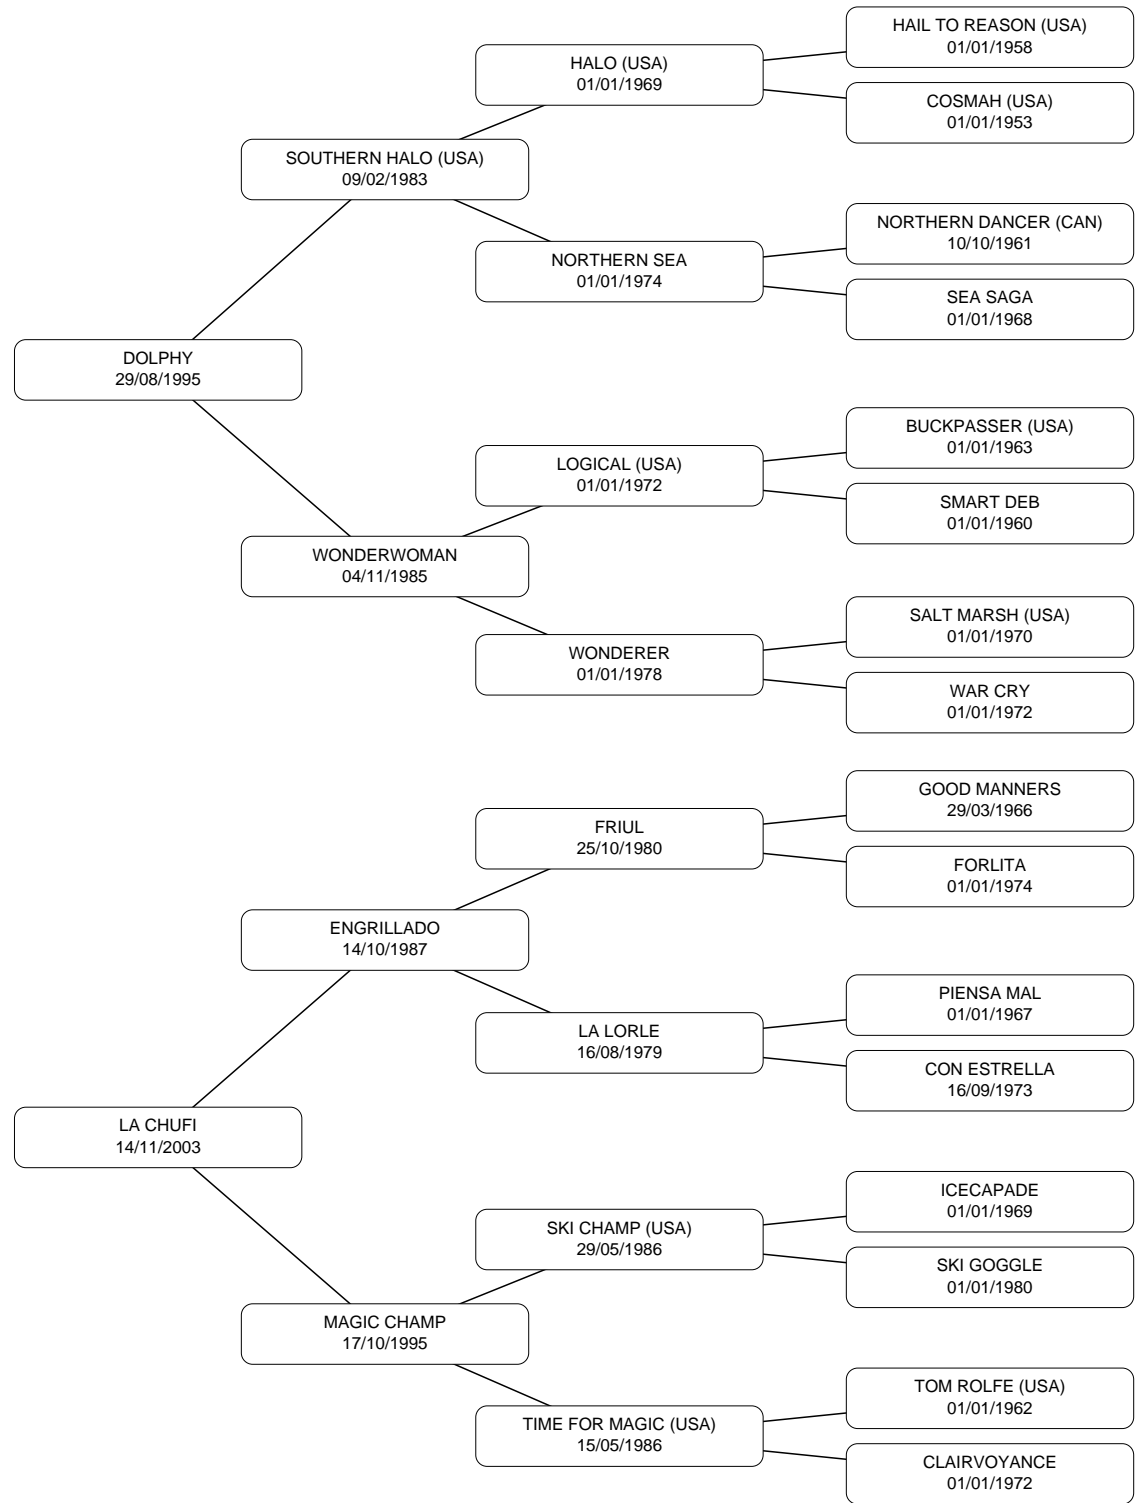 HAIL TO REASON (USA)
01/01/1958
HALO (USA)
01/01/1969
COSMAH (USA)
01/01/1953
SOUTHERN HALO (USA)
09/02/1983
NORTHERN DANCER (CAN)
10/10/1961
NORTHERN SEA
01/01/1974
SEA SAGA
01/01/1968
DOLPHY
29/08/1995
BUCKPASSER (USA)
01/01/1963
LOGICAL (USA)
01/01/1972
SMART DEB
01/01/1960
WONDERWOMAN
04/11/1985
SALT MARSH (USA)
01/01/1970
WONDERER
01/01/1978
WAR CRY
01/01/1972
GOOD MANNERS
29/03/1966
FRIUL
25/10/1980
FORLITA
01/01/1974
ENGRILLADO
14/10/1987
PIENSA MAL
01/01/1967
LA LORLE
16/08/1979
CON ESTRELLA
16/09/1973
LA CHUFI
14/11/2003
ICECAPADE
01/01/1969
SKI CHAMP (USA)
29/05/1986
SKI GOGGLE
01/01/1980
MAGIC CHAMP
17/10/1995
TOM ROLFE (USA)
01/01/1962
TIME FOR MAGIC (USA)
15/05/1986
CLAIRVOYANCE
01/01/1972